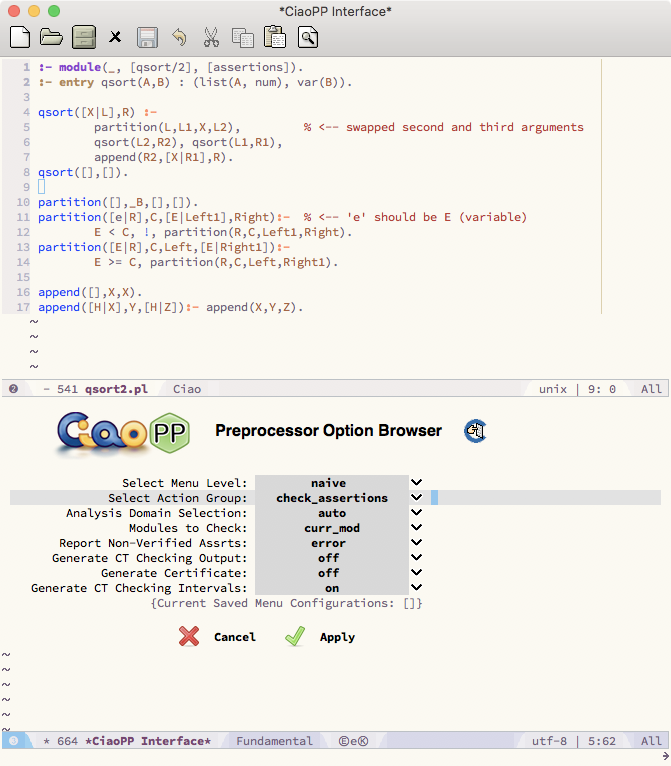 *CiaoPP Interface*
1 :- module(_, [qsort/2], [assertions]).
2 :- entry qsort(A,B) : (list(A, num), var(B)).
3
4 qsort([X|L],R) :-
5 partition(L,L1,X,L2), % <-- swapped second and third arguments
6 qsort(L2,R2), qsort(L1,R1),
7 append(R2,[X|R1],R).
8 qsort([],[]).
9
10 partition([],_B,[],[]).
11 partition([e|R],C,[E|Left1],Right):- % <-- 'e' should be E (variable)
12 E < C, !, partition(R,C,Left1,Right).
13 partition([E|R],C,Left,[E|Right1]):-
14 E >= C, partition(R,C,Left,Right1).
15
16 append([],X,X).
17 append([H|X],Y,[H|Z]):- append(X,Y,Z).
~
~
~
~
2 - 541 qsort2.pl Ciao unix | 9: 0 All
Ciao PP Preprocessor Option Browser
Select Menu Level: naive
Select Action Group: check_assertions
Analysis Domain Selection: auto
Modules to Check: curr_mod
Report Non-Verified Assrts: error
Generate CT Checking Output: off
Generate Certificate: off
Generate CT Checking Intervals: on
{Current Saved Menu Configurations: []}
Cancel Apply
~
~
~
~
~
~
* 664 *CiaoPP Interface* Fundamental ⒺeⓀ utf-8 | 5:62 All